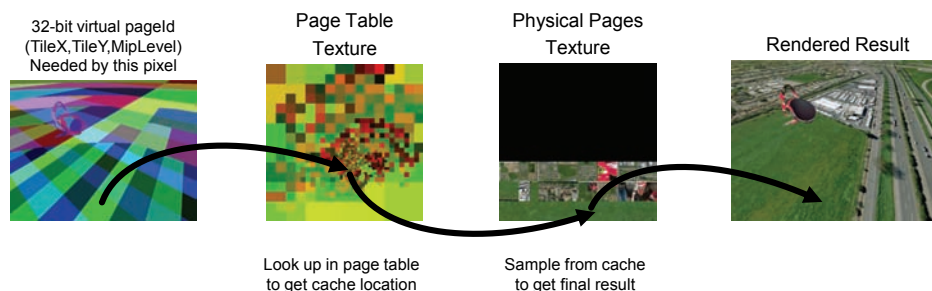 32-bit virtual pageId
(TileX,TileY,MipLevel)
Needed by this pixel
Page Table
Texture
Physical Pages
Texture
Rendered Result
Look up in page table
to get cache location
Sample from cache
to get final result